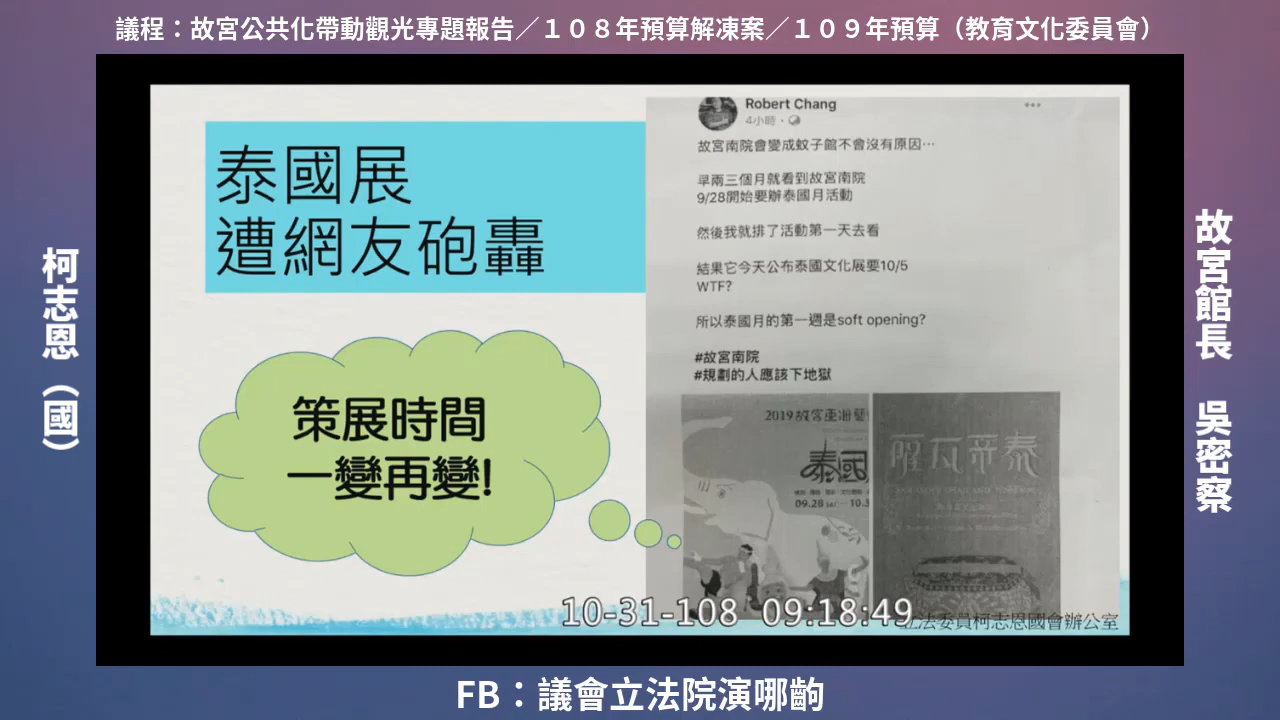 議程：故宮公共化帶動觀光專題報告／１０８年預算解凍案／１０９年預算（教育文化委員會）
柯志恩（國）
泰國展
遭網友砲轟
策展時間
一變再變!
Robert Chang
4小時
故宮南院會變成蚊子館不會沒有原因…
早兩三個月就看到故宮南院
9/28開始要辦泰國月活動
然後我就排了活動第一天去看
結果它今天公布泰國文化展要10/5
WTF?
所以泰國月的第一週是soft opening?
#故宮南院
#規劃的人應該下地獄
2019故宮亞洲藝
泰國
09.28
10.3
10-31-108 09:18:49
立法委員柯志恩國會辦公室
故宮館長 吳密察
FB：議會立法院演哪齣